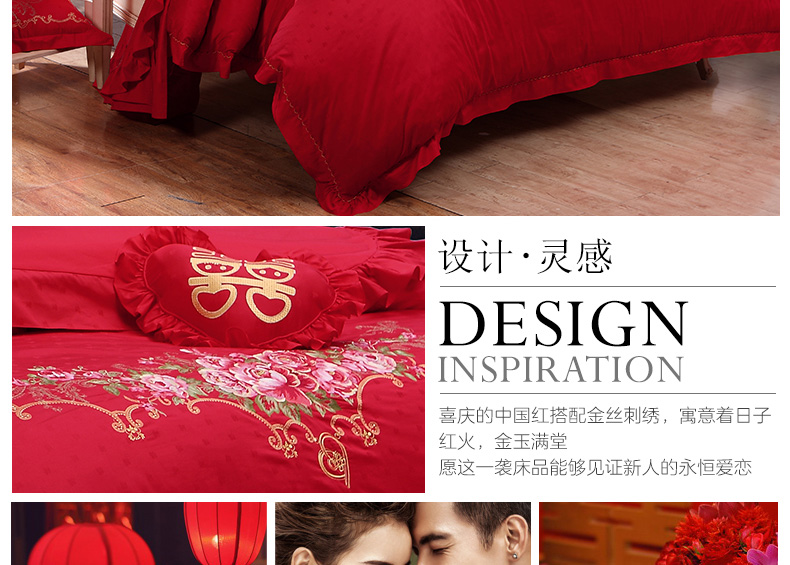 设计·灵感
DESIGN
INSPIRATION
喜庆的中国红搭配金丝刺绣，寓意着日子
红火，金玉满堂
愿这一袭床品能够见证新人的永恒爱恋